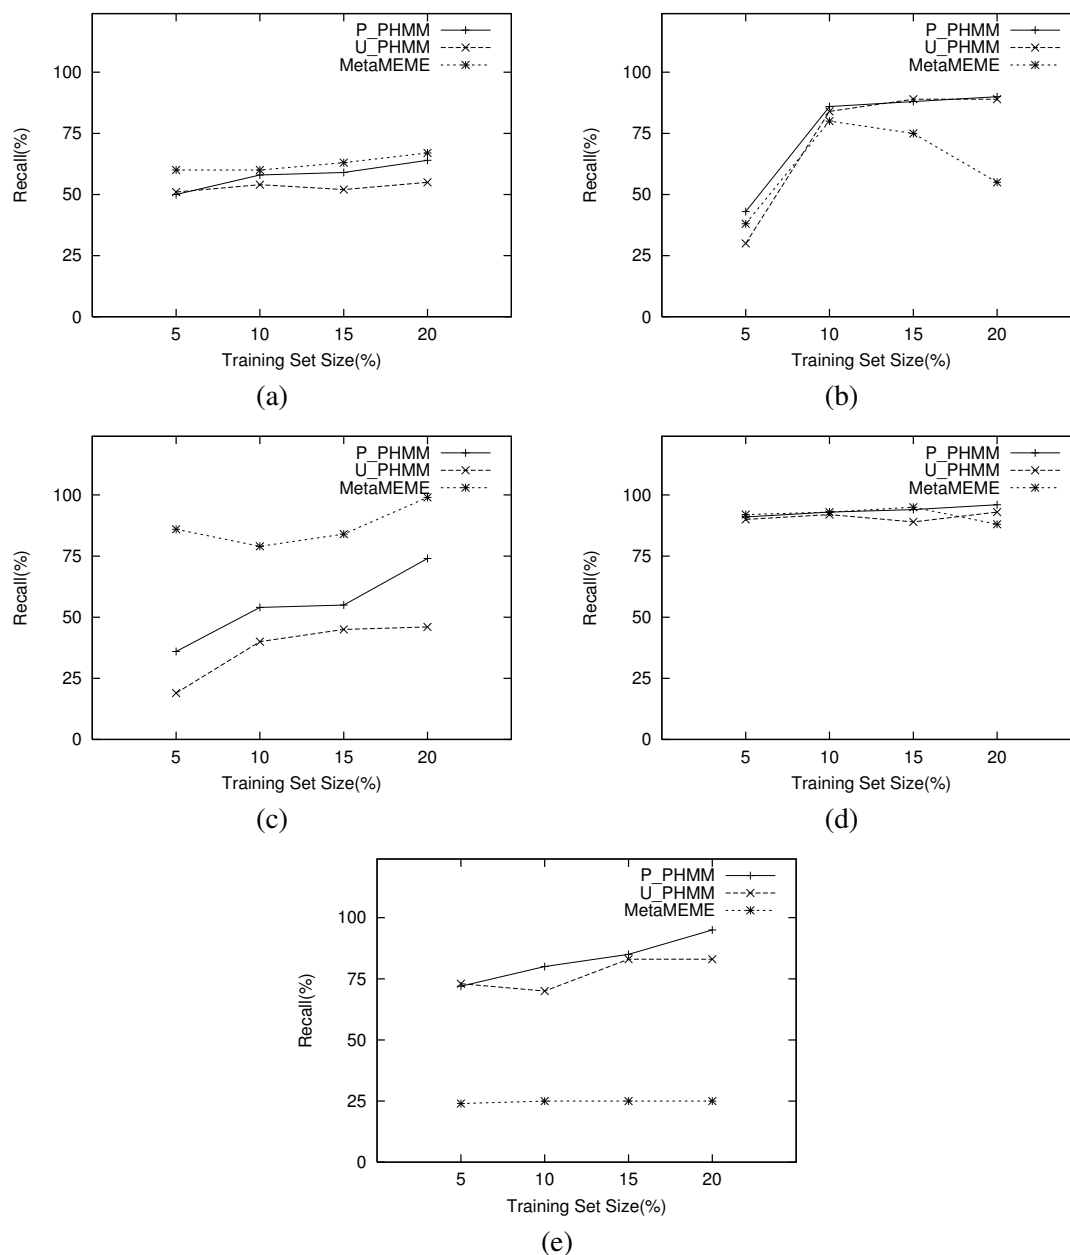 P_PHMM
U_PHMM
MetaMEME
100
75
50
25
0
Recall(%)
5 10 15 20
Training Set Size(%)
(a)
P_PHMM
U_PHMM
MetaMEME
100
75
50
25
0
Recall(%)
5 10 15 20
Training Set Size(%)
(b)
P_PHMM
U_PHMM
MetaMEME
100
75
50
25
0
Recall(%)
5 10 15 20
Training Set Size(%)
(c)
P_PHMM
U_PHMM
MetaMEME
100
75
50
25
0
Recall(%)
5 10 15 20
Training Set Size(%)
(d)
P_PHMM
U_PHMM
MetaMEME
100
75
50
25
0
Recall(%)
5 10 15 20
Training Set Size(%)
(e)